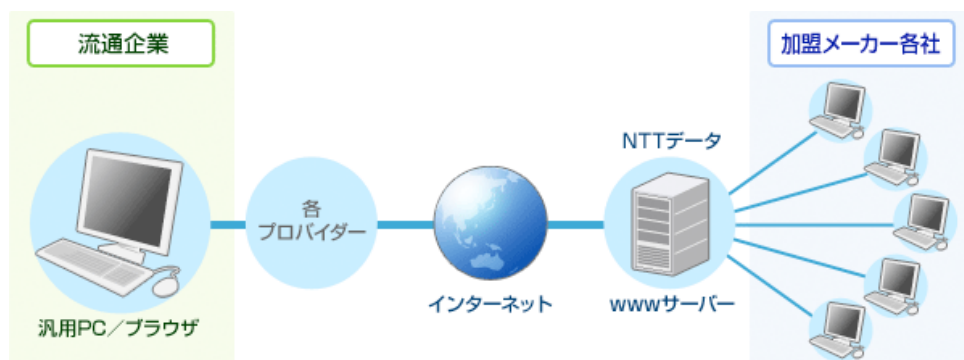 流通企業
加盟メーカー各社
NTTデータ
各
プロバイダー
インターネット
wwwサーバー
汎用PC／ブラウザ